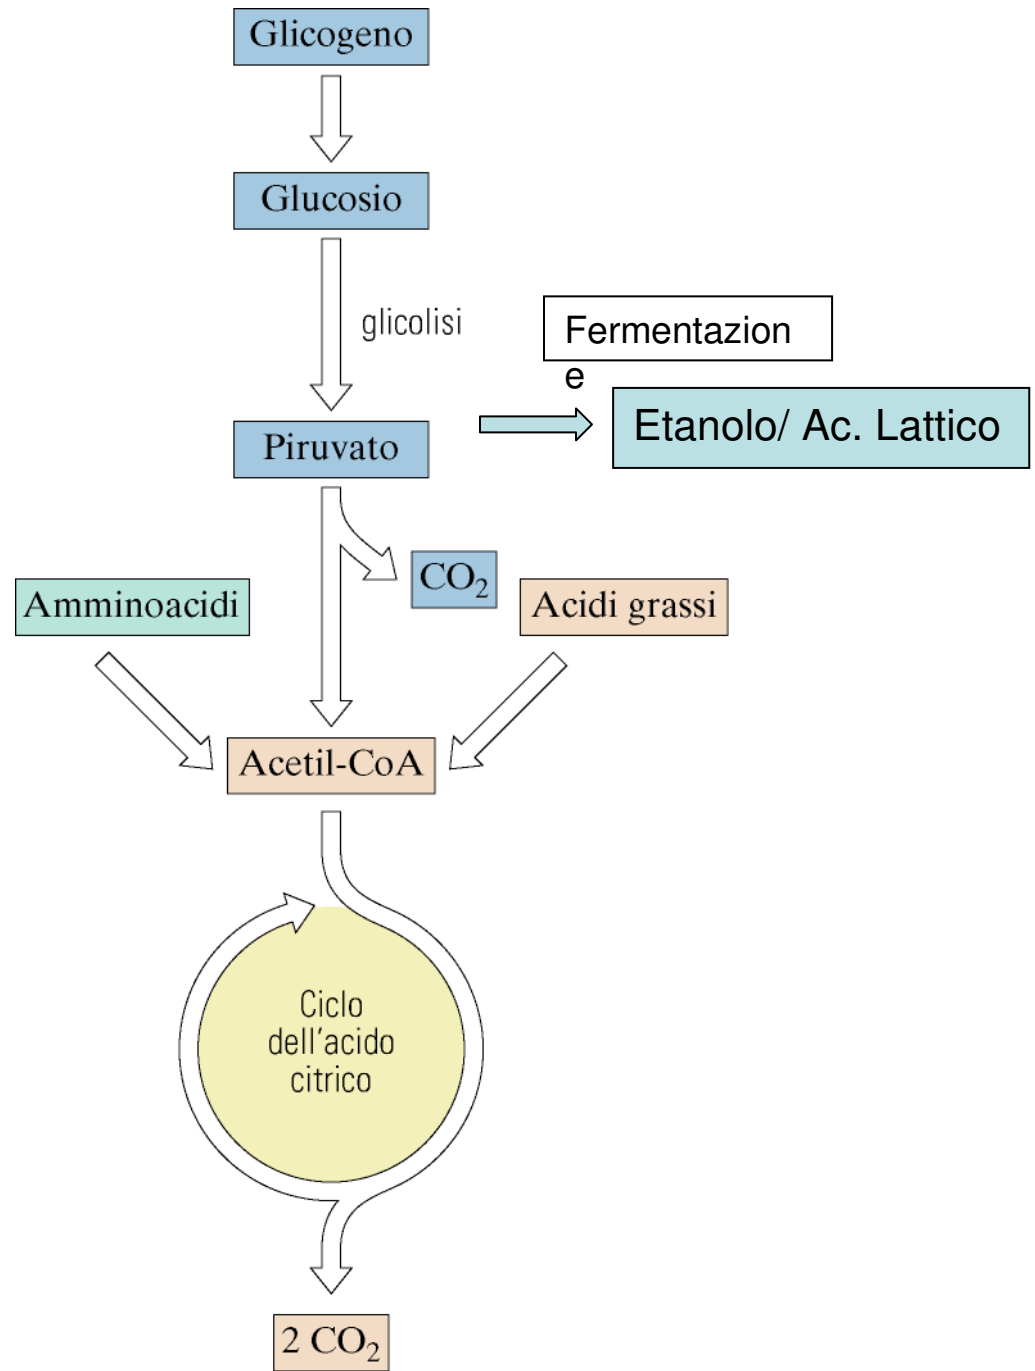 Glicogeno
Glucosio
glicolisi
Fermentazion
e
Etanolo/ Ac. Lattico
Piruvato
CO₂
Amminoacidi
Acidi grassi
Acetil-CoA
Ciclo
dell'acido
citrico
2 CO₂